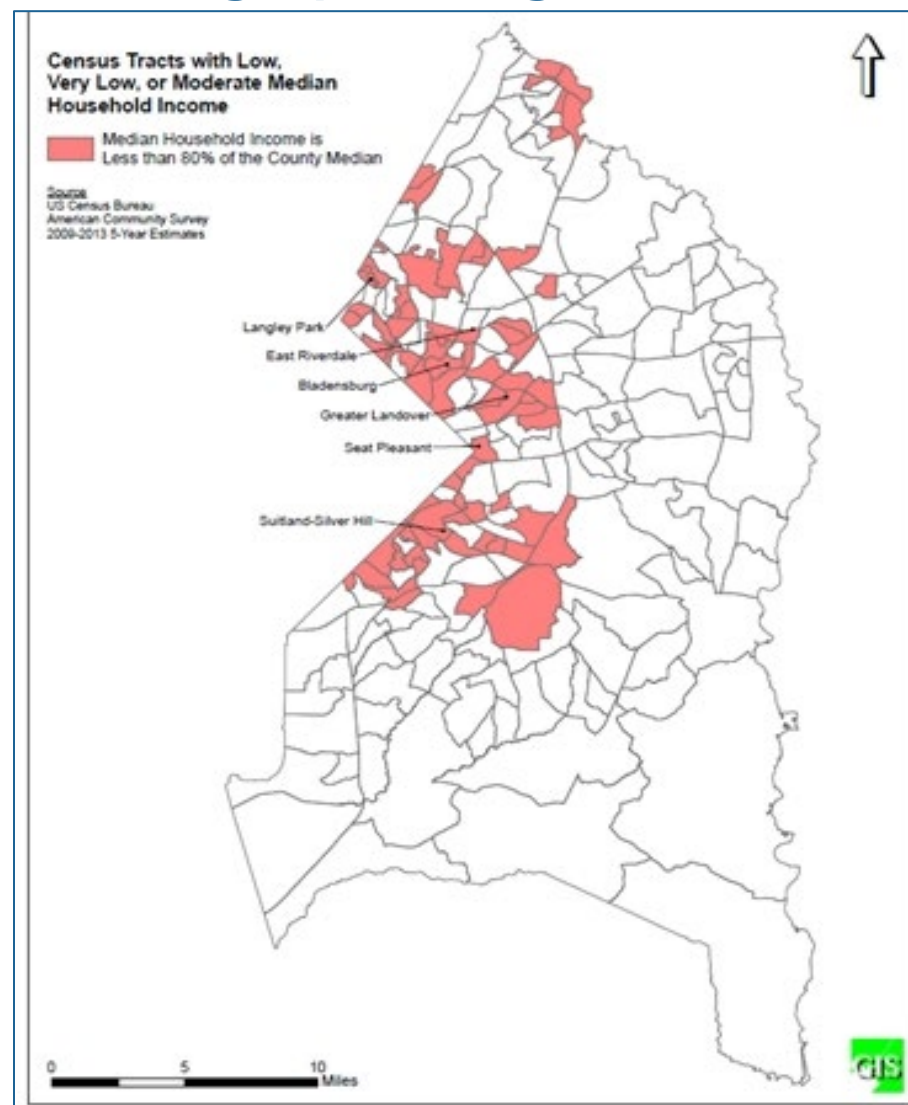 Census Tracts with Low,
Very Low, or Moderate Median
Household Income
Median Household Income is
Less than 80% of the County Median
Source
US Census Bureau
American Community Survey
2009-2013 5-Year Estimates
Langley Park
East Riverdale
Bladensburg
Greater Landover
Seat Pleasant
Suitland-Silver Hill
0 5 10
Miles
GIS